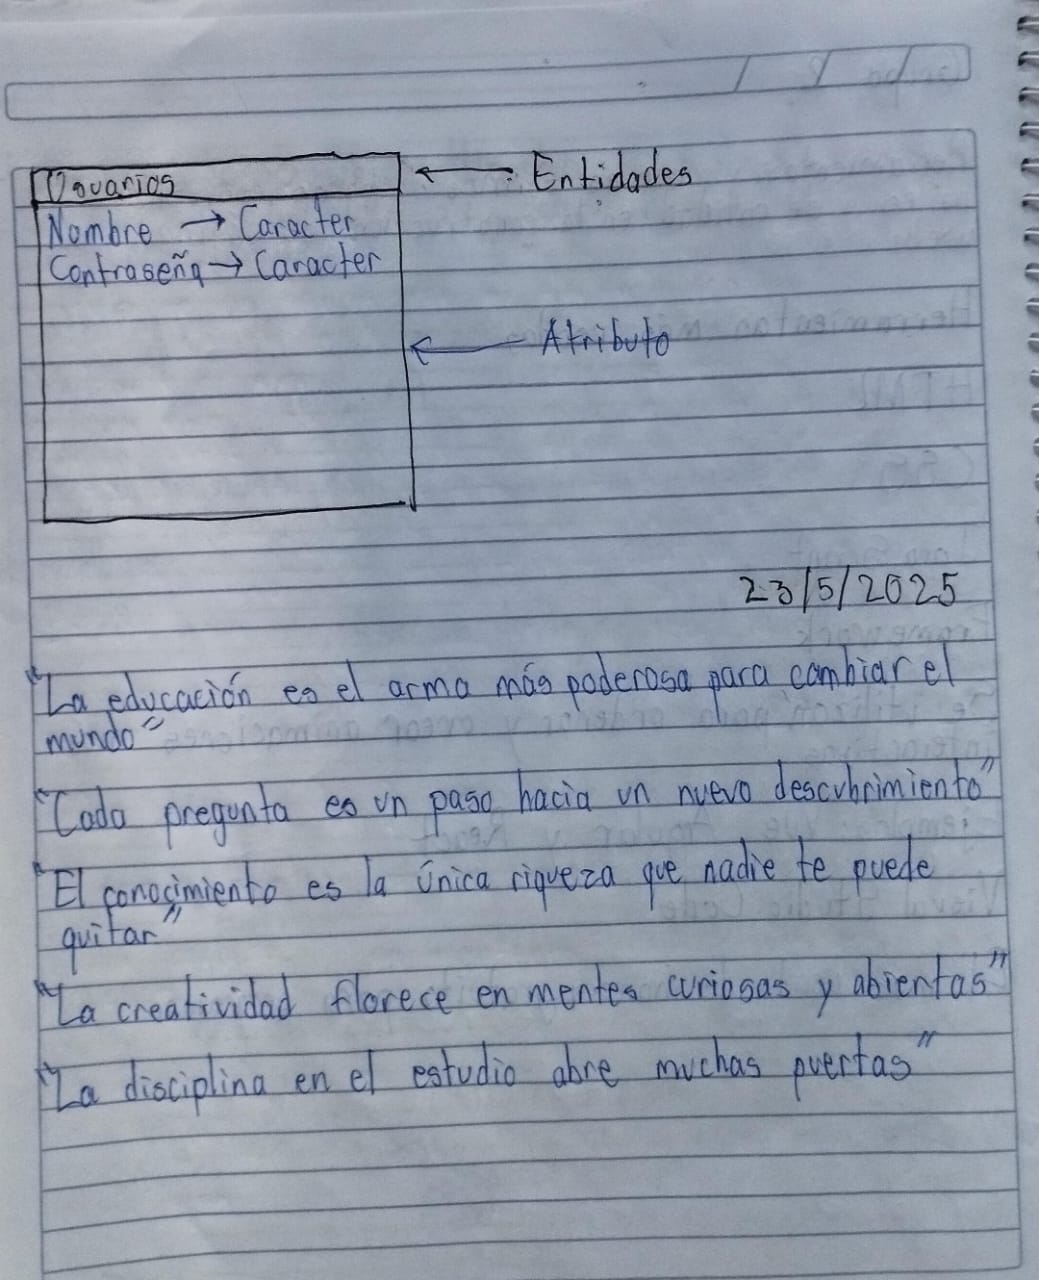 Usuarios ← Entidades
Nombre → Caracter
Contraseña → Caracter
← Atributo
23/5/2025
"La educación es el arma más poderosa para cambiar el
mundo"
"Cada pregunta es un paso hacia un nuevo descubrimiento"
"El conocimiento es la única riqueza que nadie te puede
quitar"
"La creatividad florece en mentes curiosas y abientas"
"La disciplina en el estudio abre muchas puertas"